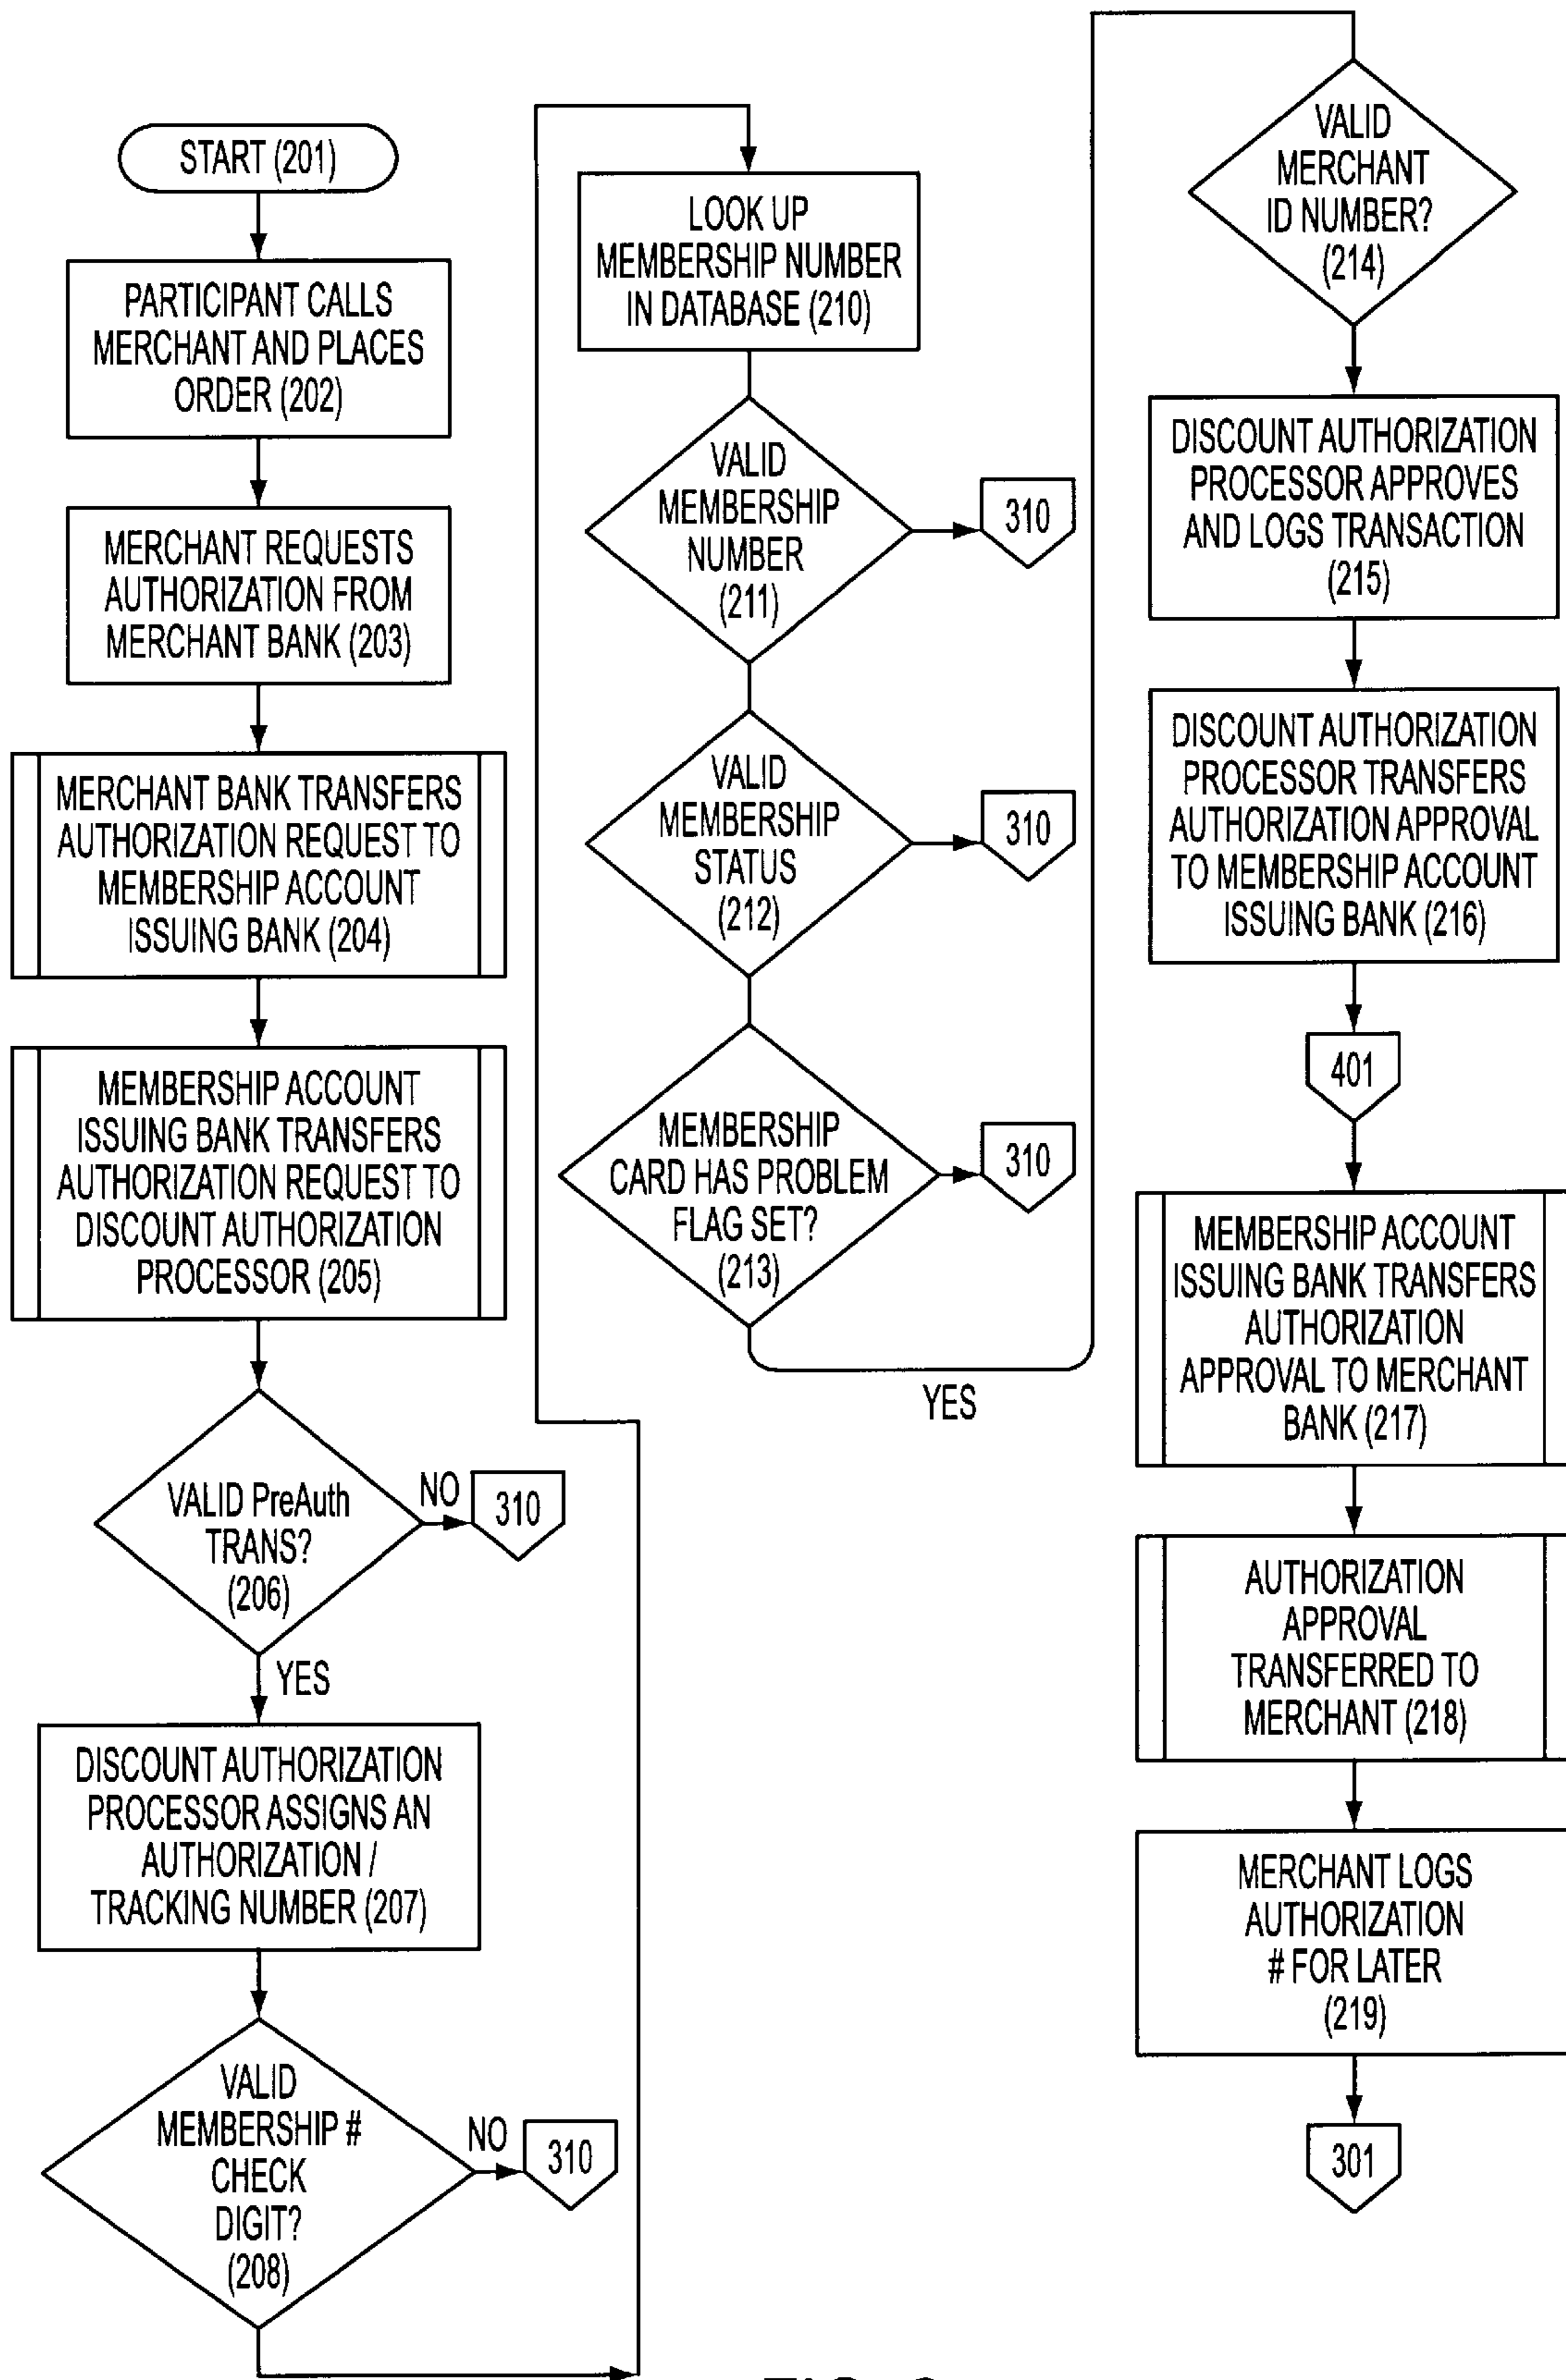 START (201)
PARTICIPANT CALLS
MERCHANT AND PLACES
ORDER (202)
MERCHANT REQUESTS
AUTHORIZATION FROM
MERCHANT BANK (203)
MERCHANT BANK TRANSFERS
AUTHORIZATION REQUEST TO
MEMBERSHIP ACCOUNT
ISSUING BANK (204)
MEMBERSHIP ACCOUNT
ISSUING BANK TRANSFERS
AUTHORIZATION REQUEST TO
DISCOUNT AUTHORIZATION
PROCESSOR (205)
VALID PreAuth
TRANS?
(206)
NO
310
YES
DISCOUNT AUTHORIZATION
PROCESSOR ASSIGNS AN
AUTHORIZATION /
TRACKING NUMBER (207)
VALID
MEMBERSHIP #
CHECK
DIGIT?
(208)
NO
310
LOOK UP
MEMBERSHIP NUMBER
IN DATABASE (210)
VALID
MEMBERSHIP
NUMBER
(211)
310
VALID
MEMBERSHIP
STATUS
(212)
310
MEMBERSHIP
CARD HAS PROBLEM
FLAG SET?
(213)
310
YES
VALID
MERCHANT
ID NUMBER?
(214)
DISCOUNT AUTHORIZATION
PROCESSOR APPROVES
AND LOGS TRANSACTION
(215)
DISCOUNT AUTHORIZATION
PROCESSOR TRANSFERS
AUTHORIZATION APPROVAL
TO MEMBERSHIP ACCOUNT
ISSUING BANK (216)
401
MEMBERSHIP ACCOUNT
ISSUING BANK TRANSFERS
AUTHORIZATION
APPROVAL TO MERCHANT
BANK (217)
AUTHORIZATION
APPROVAL
TRANSFERRED TO
MERCHANT (218)
MERCHANT LOGS
AUTHORIZATION
# FOR LATER
(219)
301